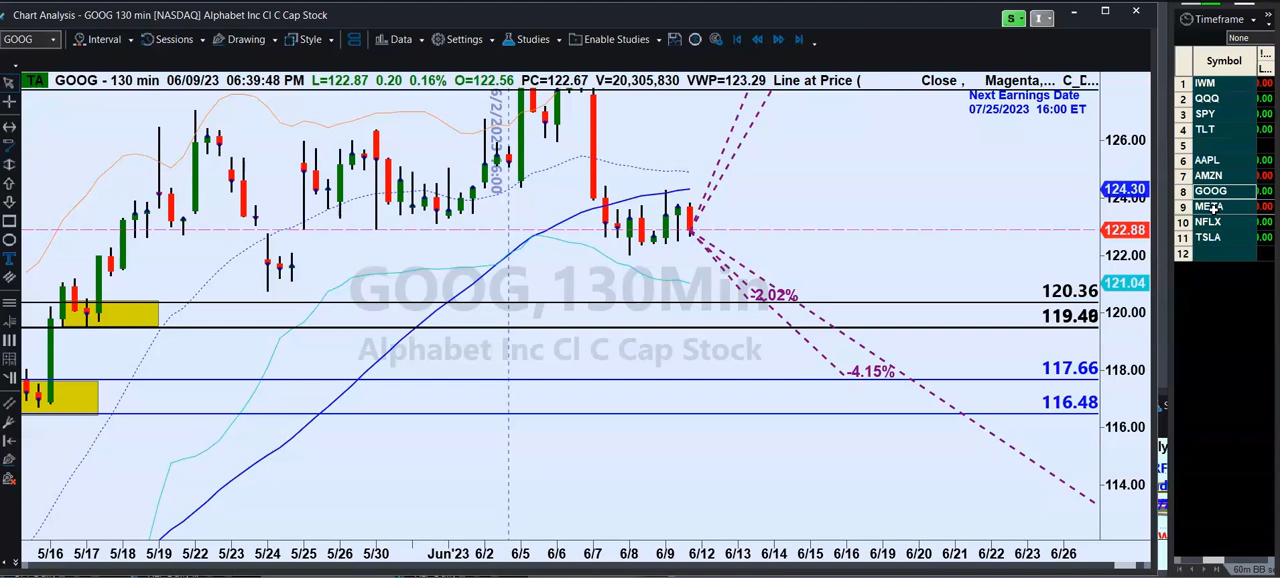 Chart Analysis - GOOG 130 min [NASDAQ] Alphabet Inc Cl C Cap Stock
S
I
Timeframe
None
GOOG
Interval
Sessions
Drawing
Style
Data
Settings
Studies
Enable Studies
TA GOOG - 130 min 06/09/23 06:39:48 PM L=122.87 0.20 0.16% O=122.56 PC=122.67 V=20,305,830 VWP=123.29 Line at Price ( Close , Magenta,...
Next Earnings Date
07/25/2023 16:00 ET
126.00
124.30
124.00
122.88
122.00
121.04
120.36
120.00
117.66
118.00
116.48
116.00
114.00
-2.02%
-4.15%
GOOG,130Min
Alphabet Inc Cl C Cap Stock
5/16 5/17 5/18 5/19 5/22 5/23 5/24 5/25 5/26 5/30 Jun'23 6/2 6/5 6/6 6/7 6/8 6/9 6/12 6/13 6/14 6/15 6/16 6/20 6/21 6/22 6/23 6/26
Symbol
1 IWM
2 QQQ
3 SPY
4 TLT
5
6 AAPL
7 AMZN
8 GOOG
9 META
10 NFLX
11 TSLA
12